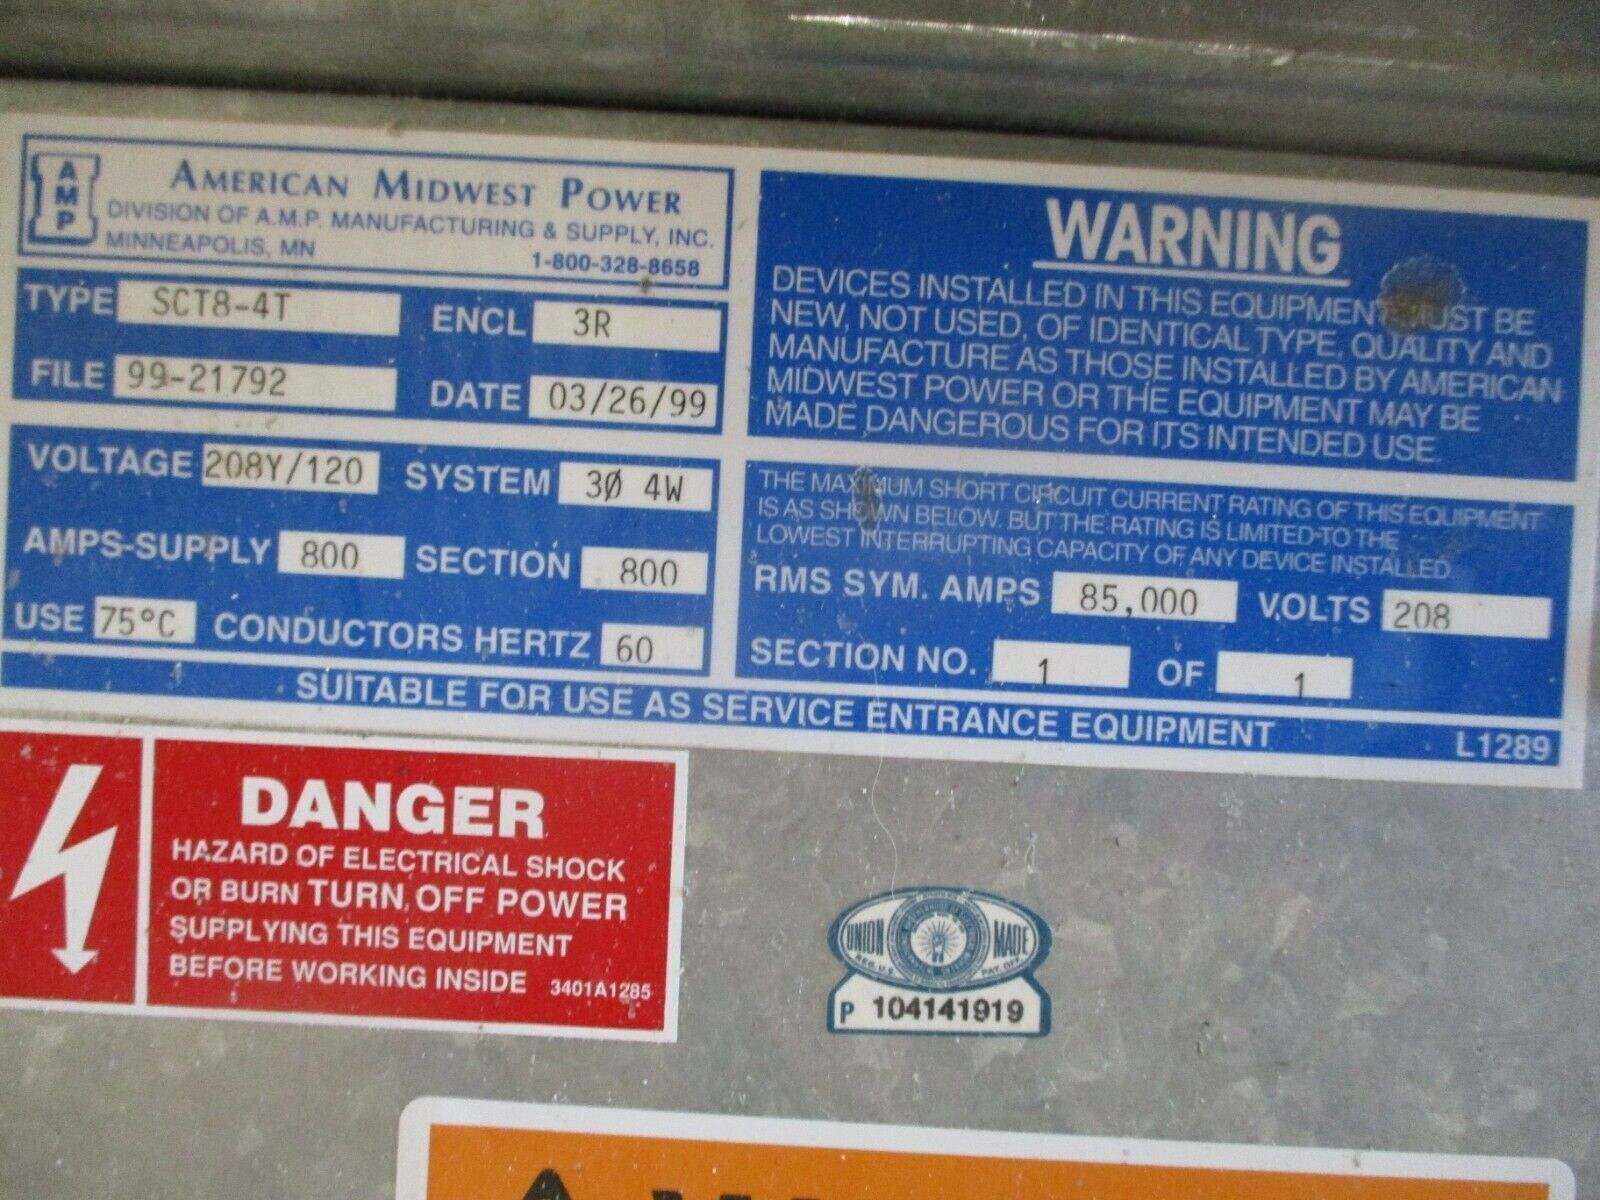 AMP
AMERICAN MIDWEST POWER
DIVISION OF A.M.P. MANUFACTURING & SUPPLY, INC.
MINNEAPOLIS, MN
1-800-328-8658
TYPE SCT8-4T ENCL 3R
FILE 99-21792 DATE 03/26/99
VOLTAGE 208Y/120 SYSTEM 3Ø 4W
AMPS-SUPPLY 800 SECTION 800
USE 75°C CONDUCTORS HERTZ 60
WARNING
DEVICES INSTALLED IN THIS EQUIPMENT MUST BE
NEW, NOT USED, OF IDENTICAL TYPE, QUALITY AND
MANUFACTURE AS THOSE INSTALLED BY AMERICAN
MIDWEST POWER OR THE EQUIPMENT MAY BE
MADE DANGEROUS FOR ITS INTENDED USE.
THE MAXIMUM SHORT CIRCUIT CURRENT RATING OF THIS EQUIPMENT
IS AS SHOWN BELOW. BUT THE RATING IS LIMITED-TO THE
LOWEST INTERRUPTING CAPACITY OF ANY DEVICE INSTALLED
RMS SYM. AMPS 85,000 VOLTS 208
SECTION NO. 1 OF 1
SUITABLE FOR USE AS SERVICE ENTRANCE EQUIPMENT
L1289
DANGER
HAZARD OF ELECTRICAL SHOCK
OR BURN TURN OFF POWER
SUPPLYING THIS EQUIPMENT
BEFORE WORKING INSIDE 3401A1285
UNION MADE
REG. U.S. PAT. OFF.
P 104141919